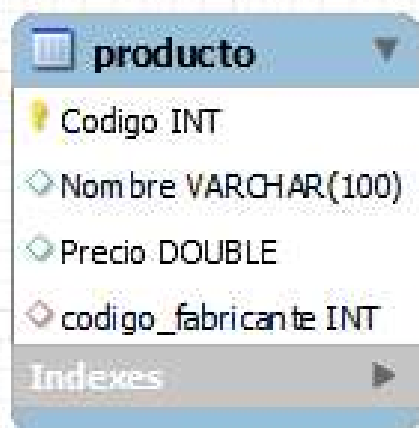 producto
Codigo INT
Nombre VARCHAR(100)
Precio DOUBLE
codigo_fabricante INT
Indexes